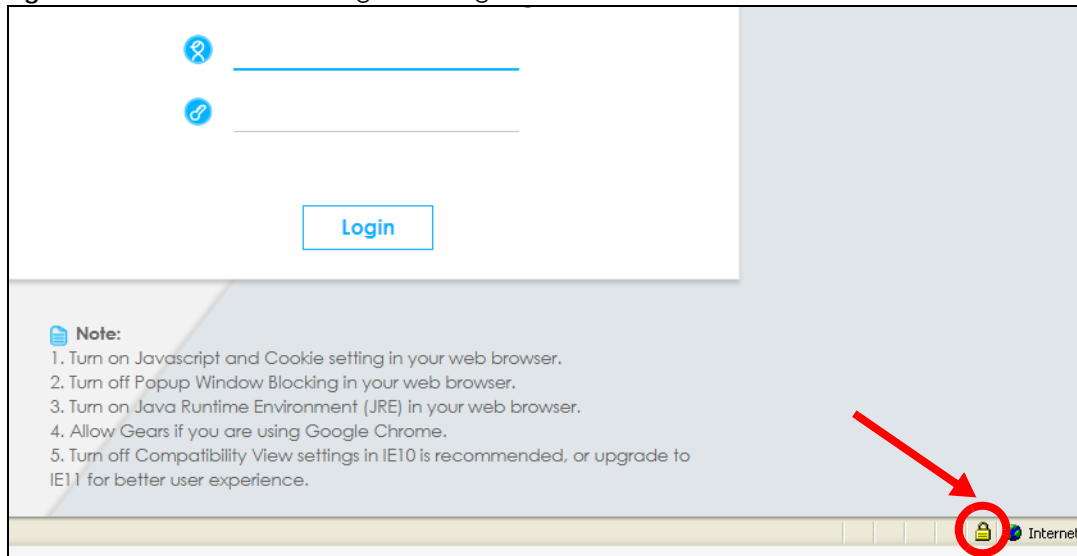 Login
Note:
1. Turn on Javascript and Cookie setting in your web browser.
2. Turn off Popup Window Blocking in your web browser.
3. Turn on Java Runtime Environment (JRE) in your web browser.
4. Allow Gears if you are using Google Chrome.
5. Turn off Compatibility View settings in IE10 is recommended, or upgrade to
IE11 for better user experience.
Internet